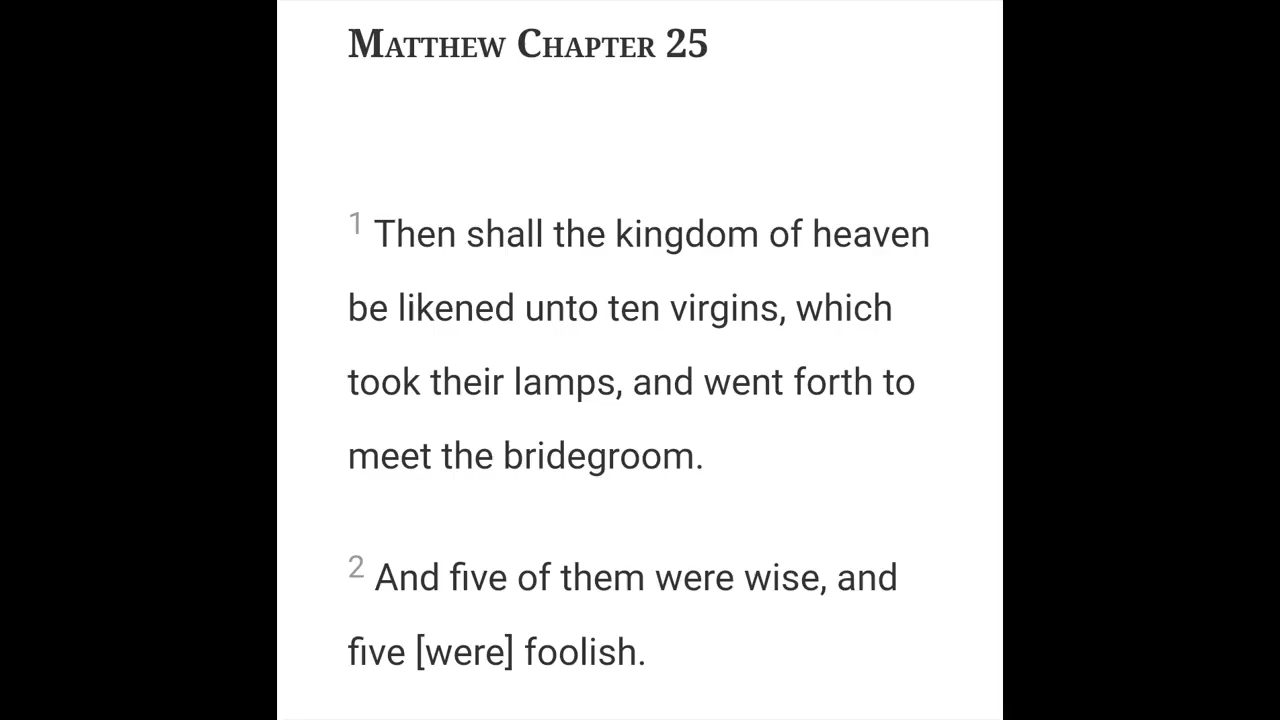 Matthew Chapter 25
1 Then shall the kingdom of heaven
be likened unto ten virgins, which
took their lamps, and went forth to
meet the bridegroom.
2 And five of them were wise, and
five [were] foolish.